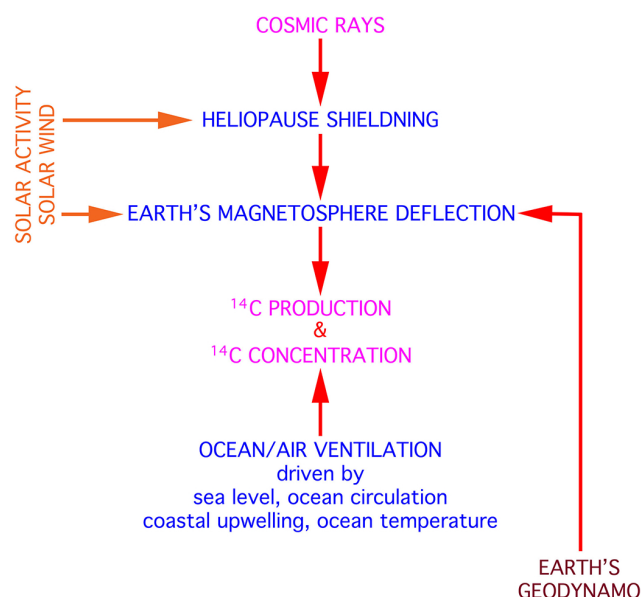 COSMIC RAYS
SOLAR ACTIVITY
SOLAR WIND
HELIOPAUSE SHIELDNING
EARTH'S MAGNETOSPHERE DEFLECTION
¹⁴C PRODUCTION
&
¹⁴C CONCENTRATION
OCEAN/AIR VENTILATION
driven by
sea level, ocean circulation
coastal upwelling, ocean temperature
EARTH'S
GEODYNAMO